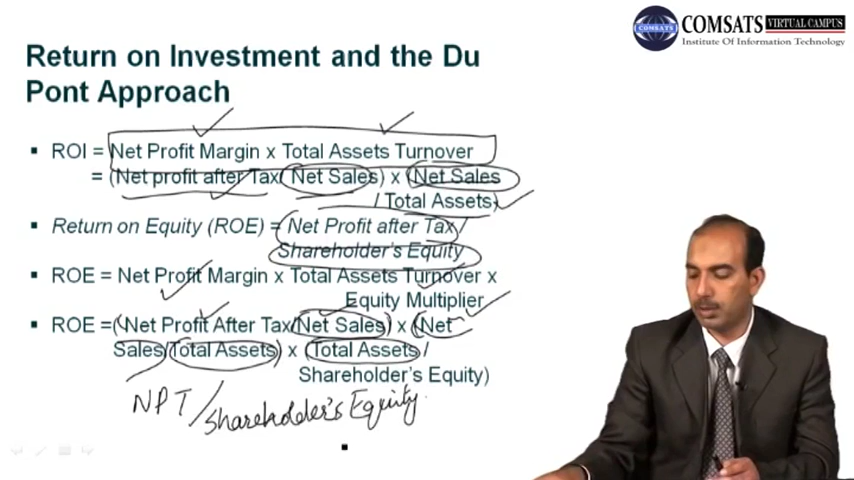 COMSATS VIRTUAL CAMPUS
Institute Of Information Technology
COMSATS
Return on Investment and the Du
Pont Approach
▪ ROI = Net Profit Margin x Total Assets Turnover
= (Net profit after Tax/ Net Sales) x (Net Sales
/ Total Assets)
▪ Return on Equity (ROE) = Net Profit after Tax/
Shareholder's Equity
▪ ROE = Net Profit Margin x Total Assets Turnover x
Equity Multiplier
▪ ROE =(Net Profit After Tax/Net Sales) x (Net
Sales/Total Assets) x (Total Assets/
Shareholder's Equity)
NPT/shareholder's Equity